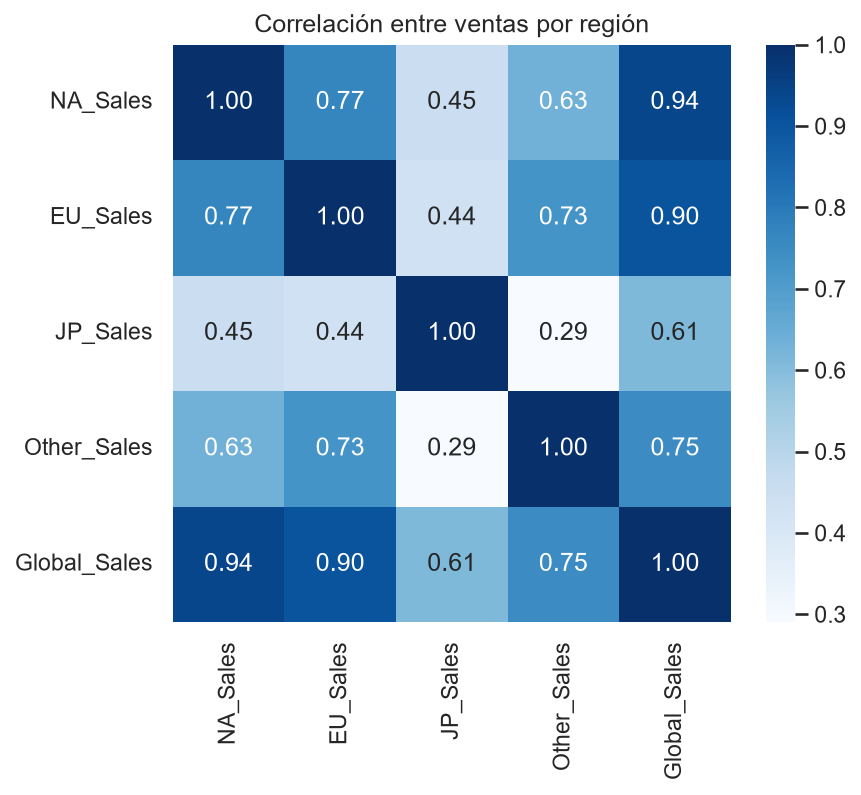 Correlación entre ventas por región
NA_Sales 1.00 0.77 0.45 0.63 0.94
EU_Sales 0.77 1.00 0.44 0.73 0.90
JP_Sales 0.45 0.44 1.00 0.29 0.61
Other_Sales 0.63 0.73 0.29 1.00 0.75
Global_Sales 0.94 0.90 0.61 0.75 1.00
NA_Sales EU_Sales JP_Sales Other_Sales Global_Sales
1.0
0.9
0.8
0.7
0.6
0.5
0.4
0.3